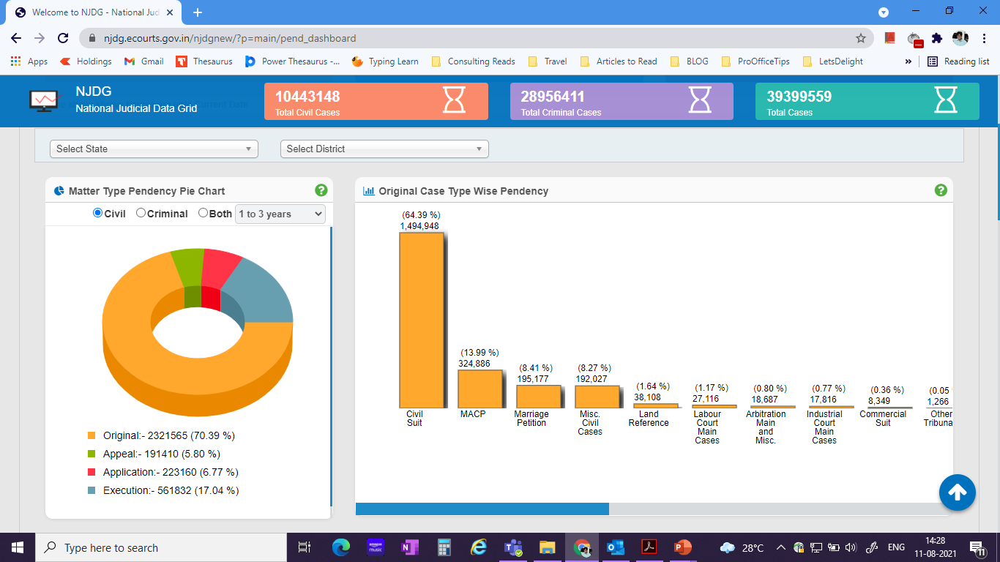 Welcome to NJDG - National Jud
njdg.ecourts.gov.in/njdgnew/?p=main/pend_dashboard
Apps Holdings Gmail Thesaurus Power Thesaurus -... Typing Learn Consulting Reads Travel Articles to Read BLOG ProOfficeTips LetsDelight » Reading list
NJDG
National Judicial Data Grid
10443148
Total Civil Cases
28956411
Total Criminal Cases
39399559
Total Cases
Select State Select District
Matter Type Pendency Pie Chart ?
Civil Criminal Both 1 to 3 years
Original:- 2321565 (70.39 %)
Appeal:- 191410 (5.80 %)
Application:- 223160 (6.77 %)
Execution:- 561832 (17.04 %)
Original Case Type Wise Pendency ?
(64.39 %)
1,494,948
Civil
Suit
(13.99 %)
324,886
MACP
(8.41 %)
195,177
Marriage
Petition
(8.27 %)
192,027
Misc.
Civil
Cases
(1.64 %)
38,108
Land
Reference
(1.17 %)
27,116
Labour
Court
Main
Cases
(0.80 %)
18,687
Arbitration
Main
and
Misc.
(0.77 %)
17,816
Industrial
Court
Main
Cases
(0.36 %)
8,349
Commercial
Suit
(0.05
1,266
Other
Tribuna
Type here to search
28°C
ENG
14:28
11-08-2021
11